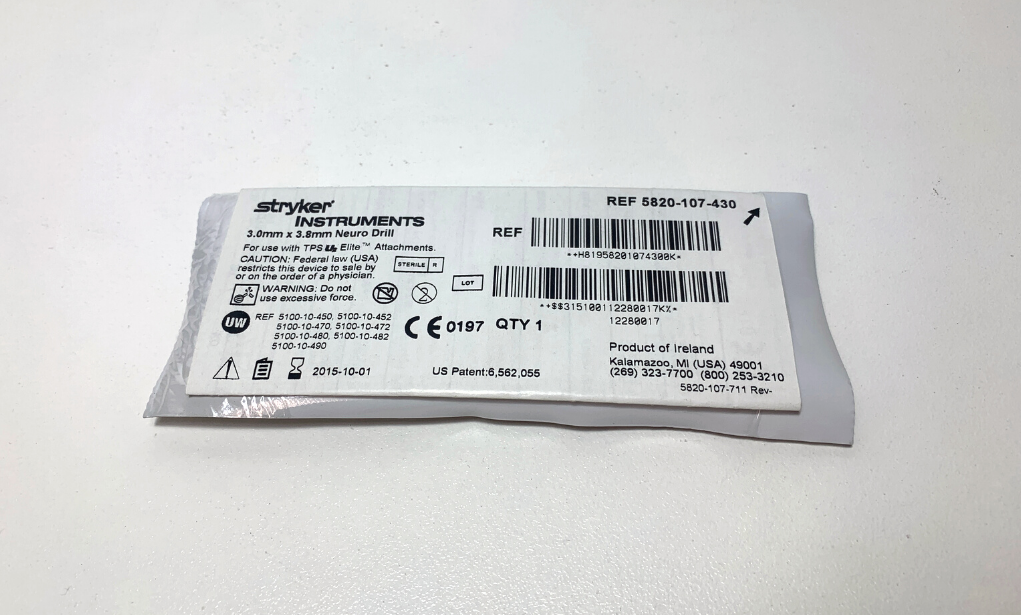 stryker
INSTRUMENTS
3.0mm x 3.8mm Neuro Drill
For use with TPS U2 Elite™ Attachments.
CAUTION: Federal law (USA)
restricts this device to sale by
or on the order of a physician.
STERILE R
WARNING: Do not
use excessive force.
2
LOT
UW
REF 5100-10-450, 5100-10-452
5100-10-470, 5100-10-472
5100-10-480, 5100-10-482
5100-10-490
CE 0197 QTY 1
2015-10-01
US Patent:6,562,055
REF 5820-107-430
REF
*+H81958201074300K*
*+$$315100112280017K%*
12280017
Product of Ireland
Kalamazoo, MI (USA) 49001
(269) 323-7700 (800) 253-3210
5820-107-711 Rev-